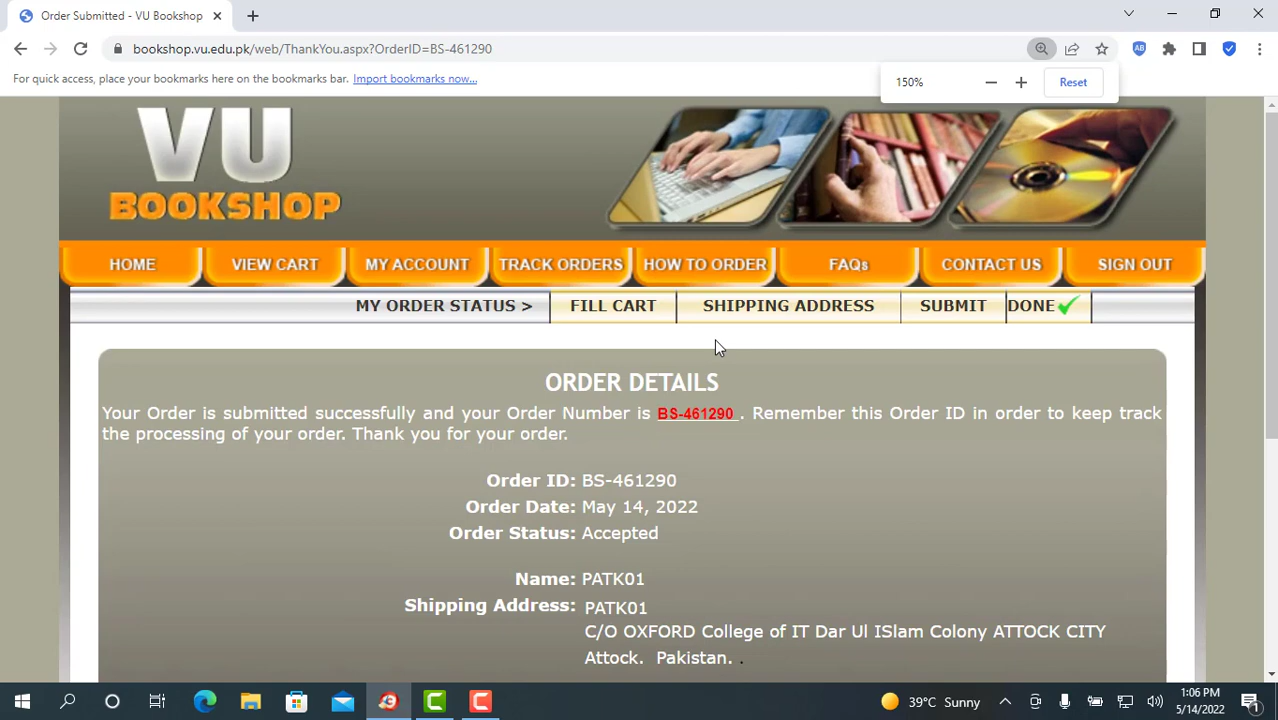 Order Submitted - VU Bookshop
bookshop.vu.edu.pk/web/ThankYou.aspx?OrderID=BS-461290
AB
For quick access, place your bookmarks here on the bookmarks bar. Import bookmarks now...
150%
Reset
VU
BOOKSHOP
HOME
VIEW CART
MY ACCOUNT
TRACK ORDERS
HOW TO ORDER
FAQs
CONTACT US
SIGN OUT
MY ORDER STATUS >
FILL CART
SHIPPING ADDRESS
SUBMIT
DONE
ORDER DETAILS
Your Order is submitted successfully and your Order Number is BS-461290 . Remember this Order ID in order to keep track
the processing of your order. Thank you for your order.
Order ID: BS-461290
Order Date: May 14, 2022
Order Status: Accepted
Name: PATK01
Shipping Address: PATK01
C/O OXFORD College of IT Dar Ul ISlam Colony ATTOCK CITY
Attock. Pakistan. .
39°C Sunny
1:06 PM
5/14/2022
1